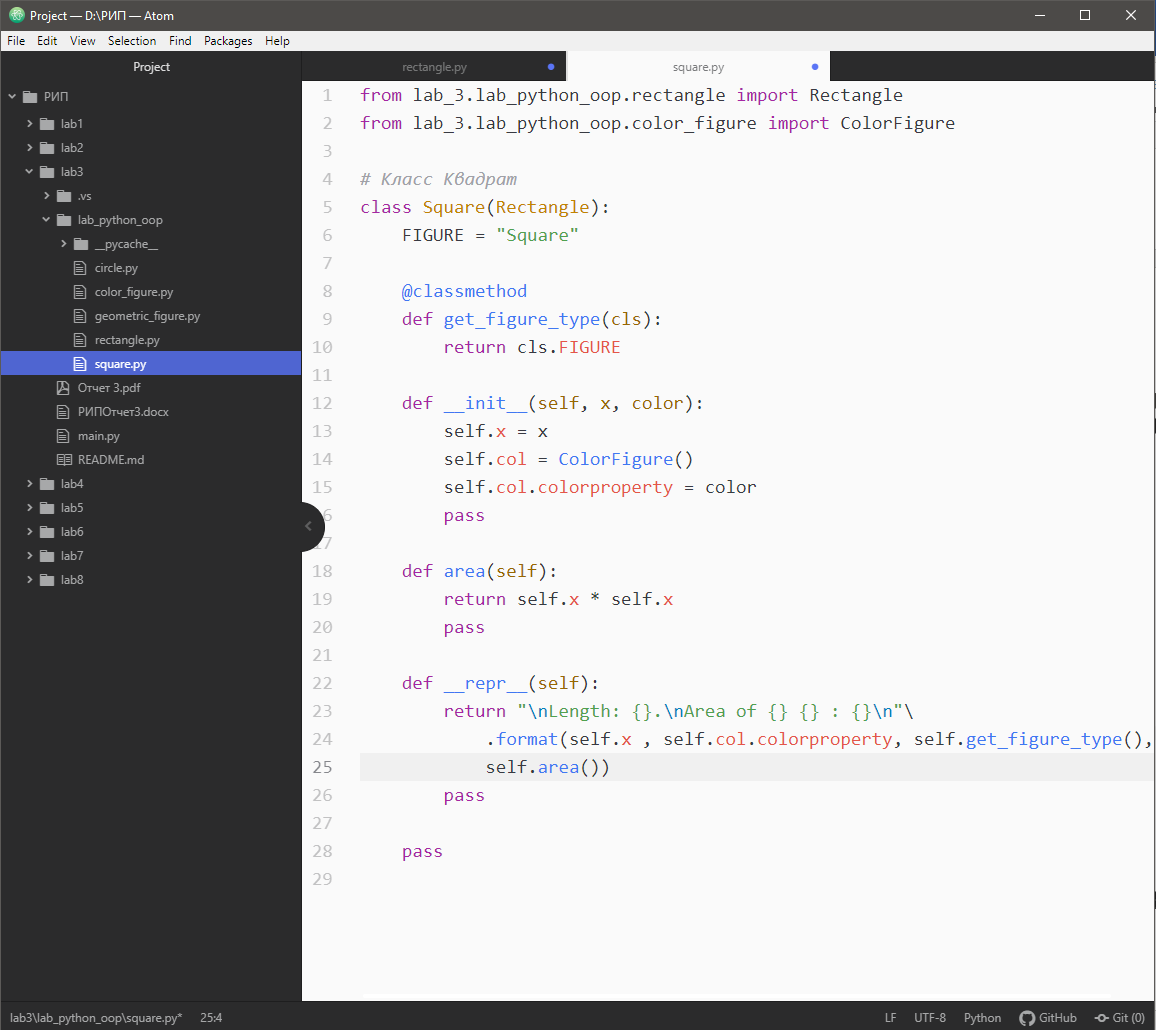 Project — D:\РИП — Atom
File Edit View Selection Find Packages Help
Project
РИП
lab1
lab2
lab3
.vs
lab_python_oop
__pycache__
circle.py
color_figure.py
geometric_figure.py
rectangle.py
square.py
Отчет 3.pdf
РИПОтчет3.docx
main.py
README.md
lab4
lab5
lab6
lab7
lab8
rectangle.py square.py
1 from lab_3.lab_python_oop.rectangle import Rectangle
2 from lab_3.lab_python_oop.color_figure import ColorFigure
3
4 # Класс Квадрат
5 class Square(Rectangle):
6 FIGURE = "Square"
7
8 @classmethod
9 def get_figure_type(cls):
10 return cls.FIGURE
11
12 def __init__(self, x, color):
13 self.x = x
14 self.col = ColorFigure()
15 self.col.colorproperty = color
6 pass
17
18 def area(self):
19 return self.x * self.x
20 pass
21
22 def __repr__(self):
23 return "\nLength: {}.\nArea of {} {} : {}\n"\
24 .format(self.x , self.col.colorproperty, self.get_figure_type(),
25 self.area())
26 pass
27
28 pass
29
lab3\lab_python_oop\square.py* 25:4 LF UTF-8 Python GitHub Git (0)